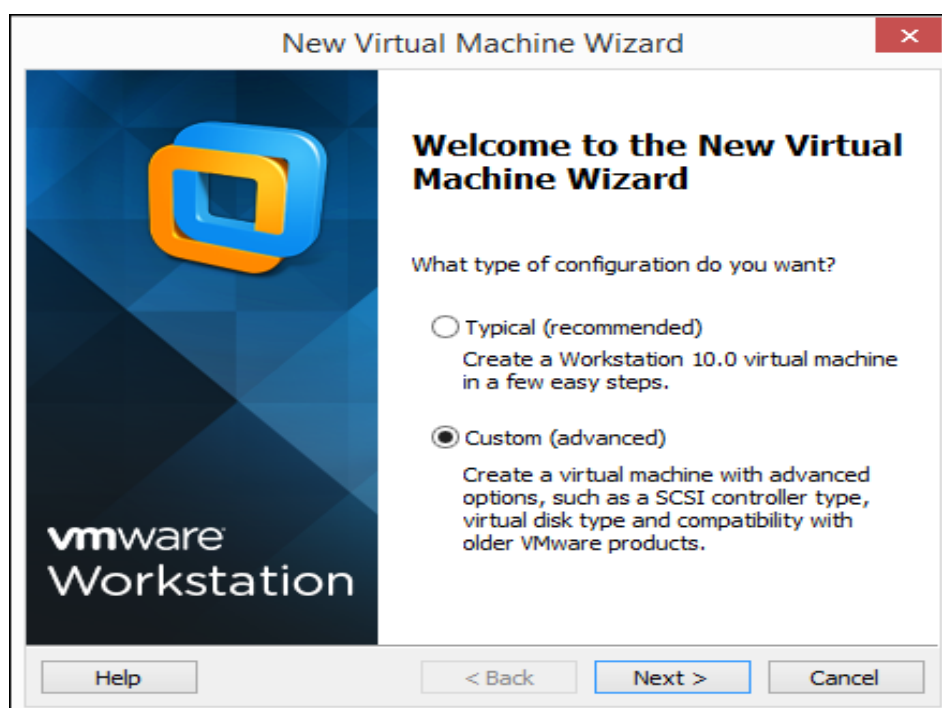 New Virtual Machine Wizard
Welcome to the New Virtual
Machine Wizard
What type of configuration do you want?
Typical (recommended)
Create a Workstation 10.0 virtual machine
in a few easy steps.
Custom (advanced)
Create a virtual machine with advanced
options, such as a SCSI controller type,
virtual disk type and compatibility with
older VMware products.
vmware
Workstation
Help
< Back
Next >
Cancel